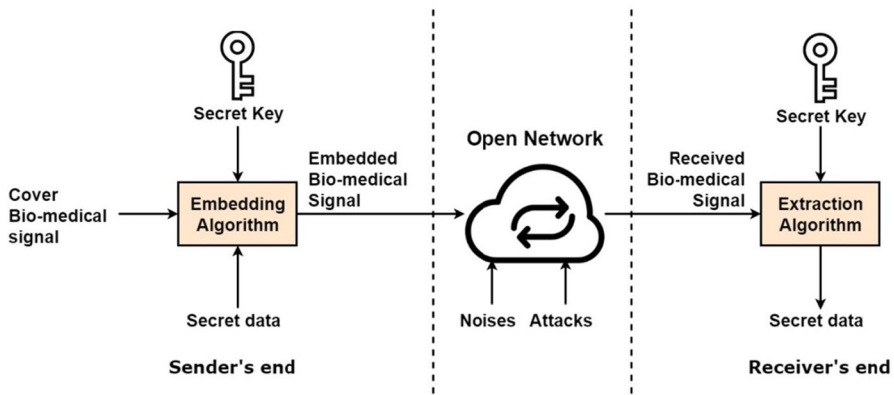 Secret Key
Cover
Bio-medical
signal
Embedding
Algorithm
Secret data
Sender's end
Embedded
Bio-medical
Signal
Open Network
Noises
Attacks
Received
Bio-medical
Signal
Secret Key
Extraction
Algorithm
Secret data
Receiver's end